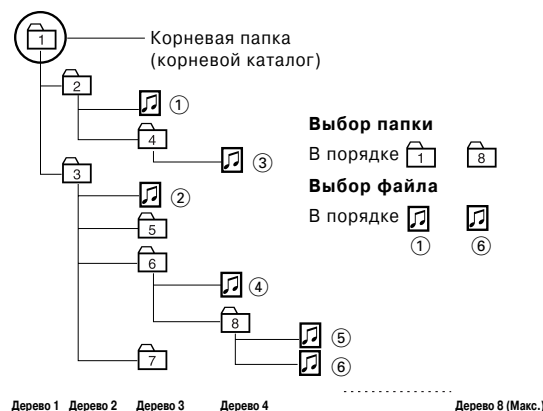 1
Корневая папка
(корневой каталог)
2
①
4
③
3
②
5
6
④
8
⑤
⑥
7
Выбор папки
В порядке 1 8
Выбор файла
В порядке
① ⑥
Дерево 1 Дерево 2 Дерево 3 Дерево 4 Дерево 8 (Макс.)